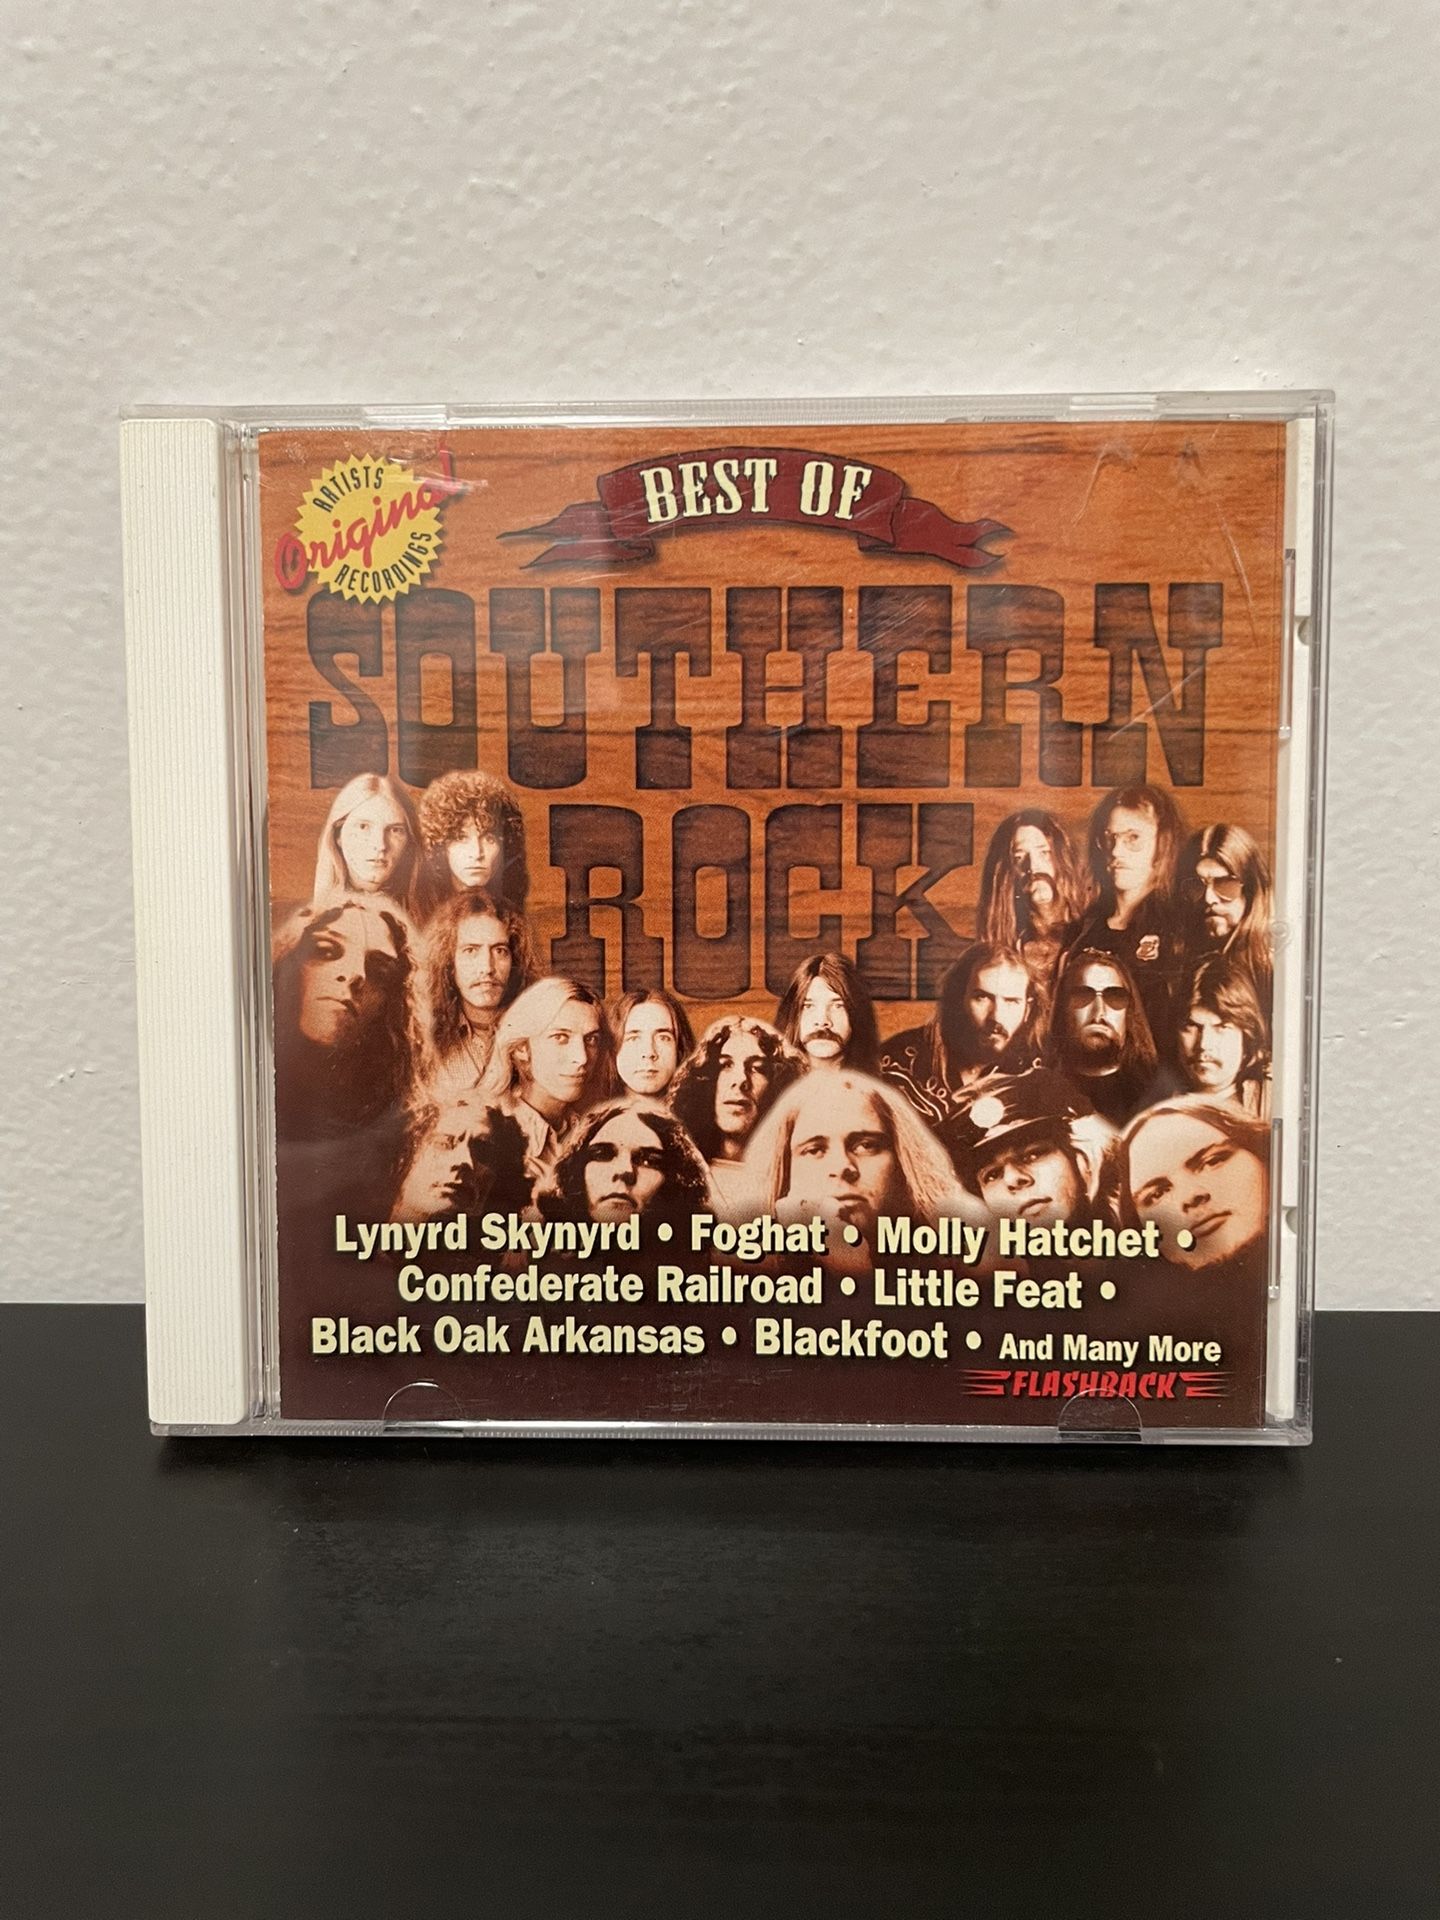 ARTISTS
Original
RECORDINGS
BEST OF
SOUTHERN
ROCK
Lynyrd Skynyrd • Foghat • Molly Hatchet •
Confederate Railroad • Little Feat •
Black Oak Arkansas • Blackfoot • And Many More
FLASHBACK